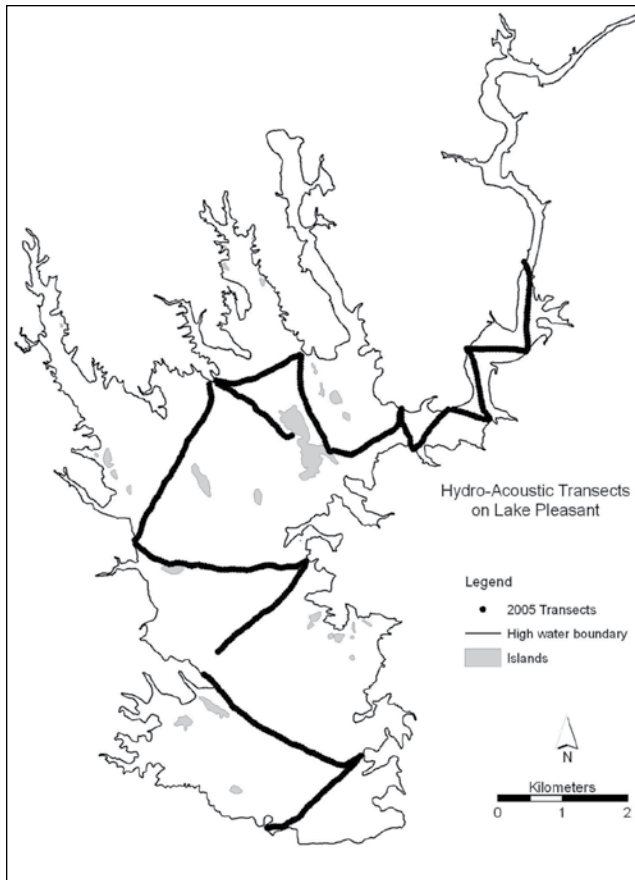 Hydro-Acoustic Transects
on Lake Pleasant
Legend
2005 Transects
High water boundary
Islands
N
Kilometers
0 1 2